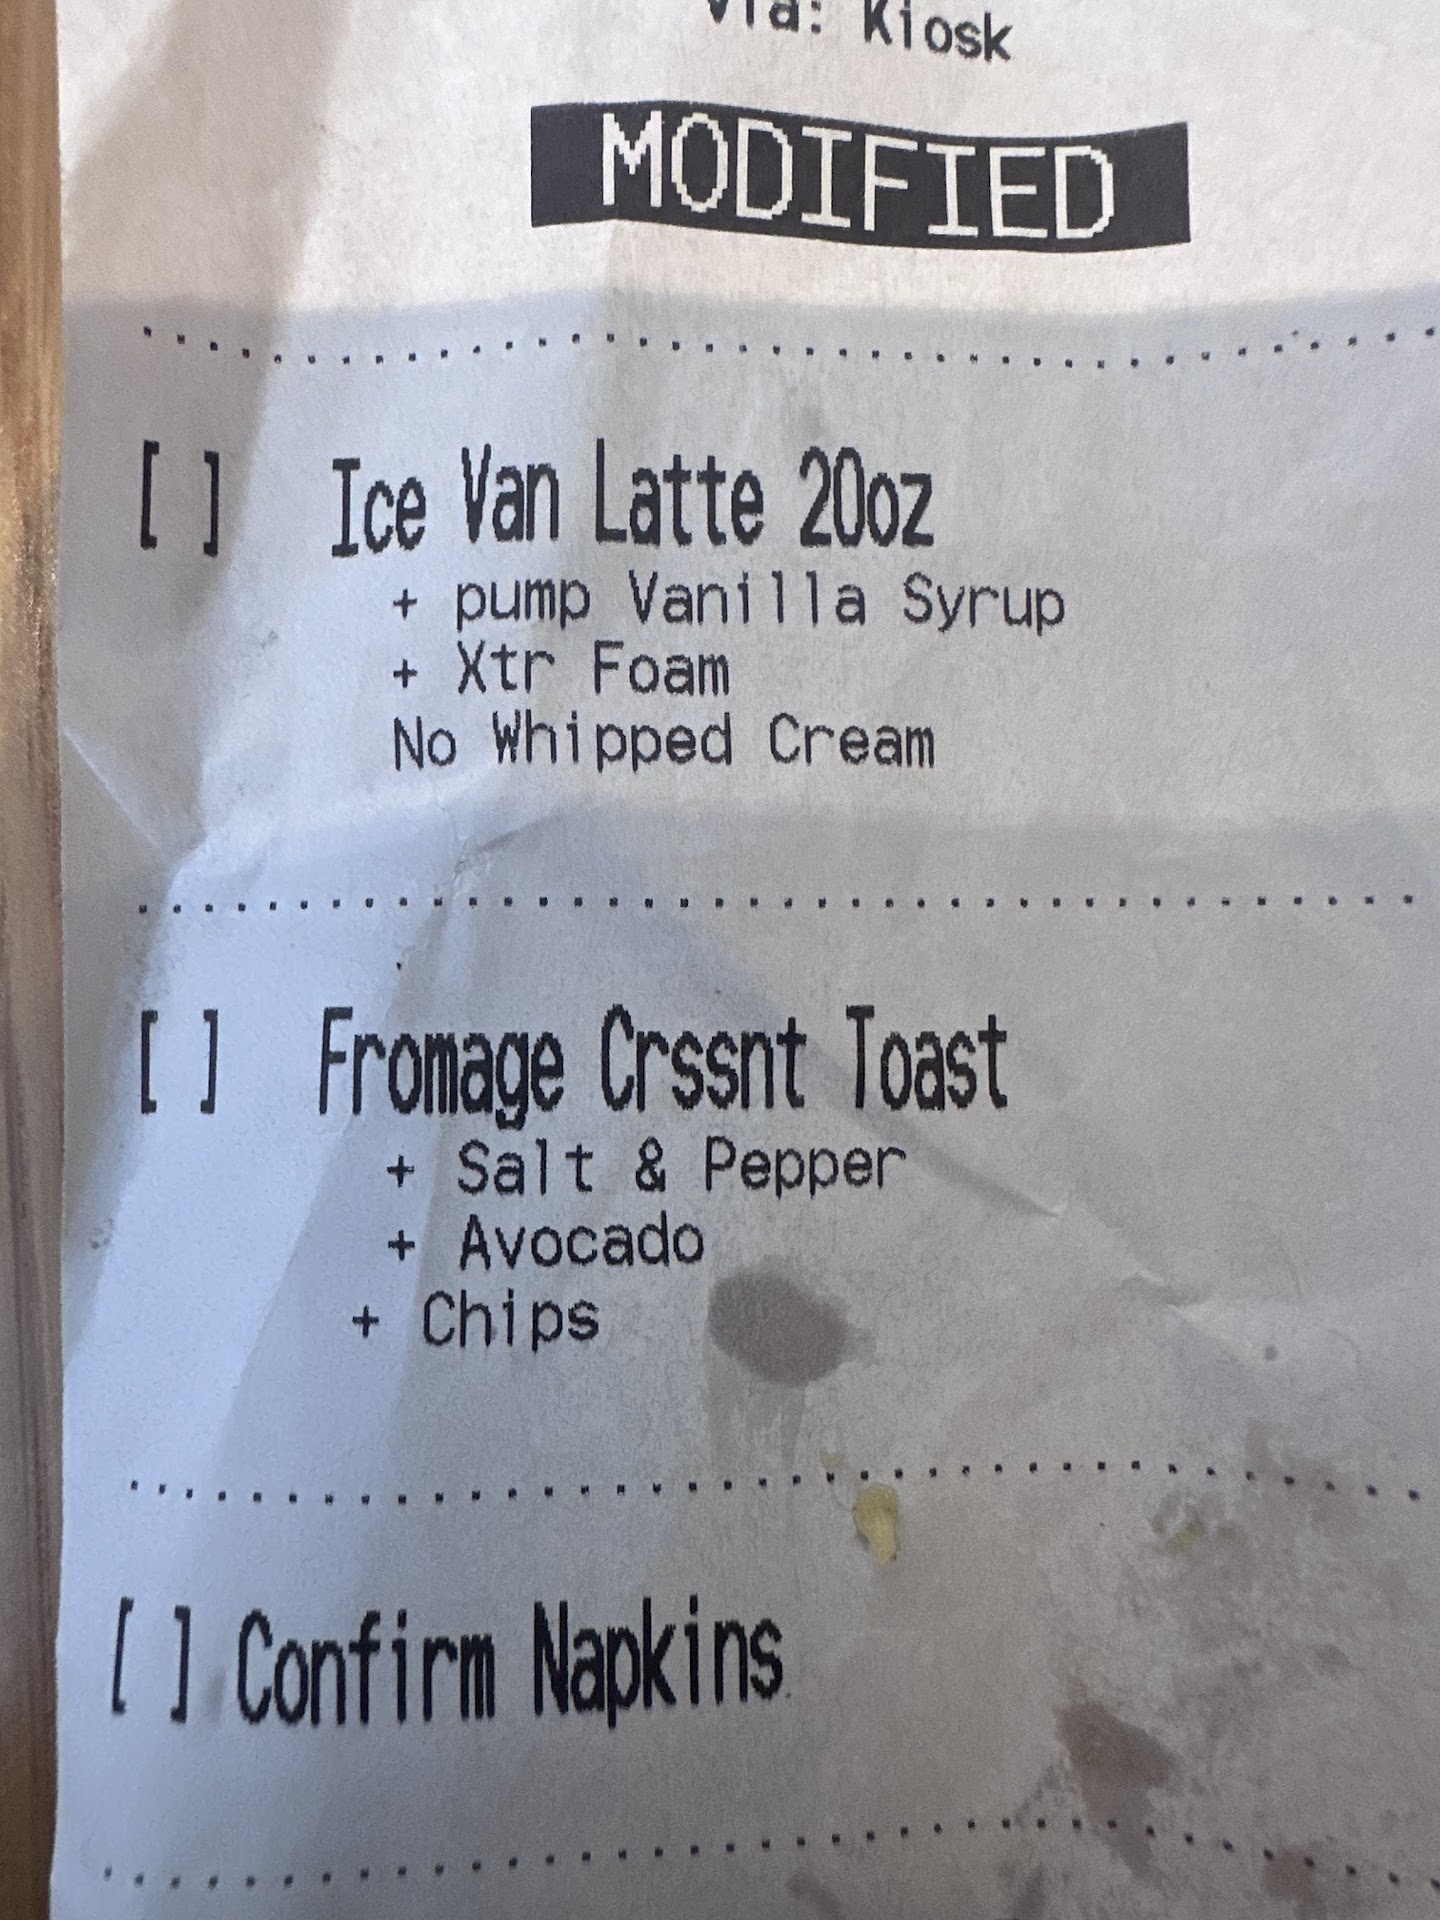 Via: Kiosk
MODIFIED
[ ] Ice Van Latte 20oz
+ pump Vanilla Syrup
+ Xtr Foam
No Whipped Cream
[ ] Fromage Crssnt Toast
+ Salt & Pepper
+ Avocado
+ Chips
[ ] Confirm Napkins